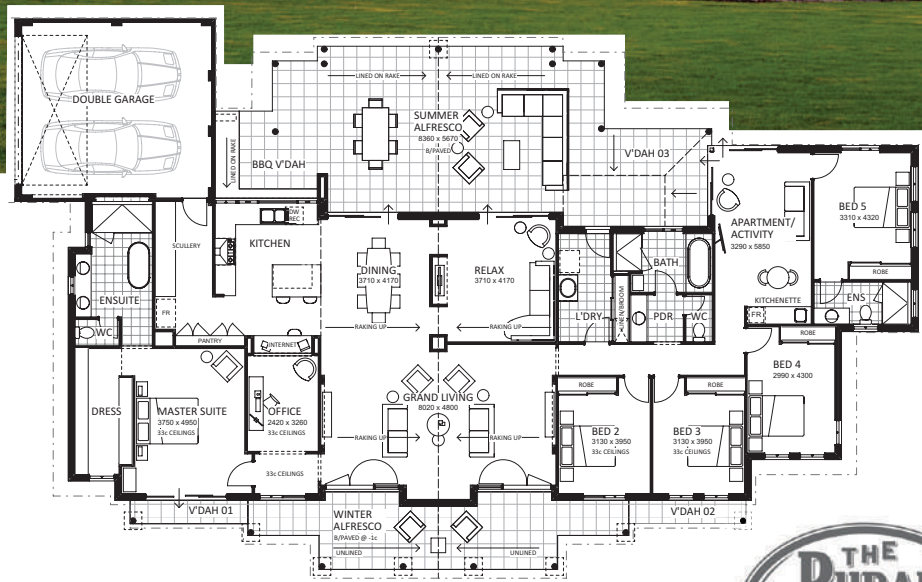 DOUBLE GARAGE
LINED ON RAKE
LINED ON RAKE
LINED ON RAKE
SUMMER
ALFRESCO
8360 x 5670
B/PAVED
BBQ V'DAH
V'DAH 03
APARTMENT/
ACTIVITY
3290 x 5850
BED 5
3310 x 4320
ROBE
SCULLERY
KITCHEN
DW
REC
DINING
3710 x 4170
RELAX
3710 x 4170
BATH
L'DRY
LINEN/BROOM
PDR
WC
KITCHENETTE
FR
ENS
ENSUITE
WC
FR
PANTRY
INTERNET
RAKING UP
RAKING UP
ROBE
BED 4
2990 x 4300
DRESS
MASTER SUITE
3750 x 4950
33c CEILINGS
OFFICE
2420 x 3260
33c CEILINGS
33c CEILINGS
GRAND LIVING
8020 x 4800
RAKING UP
RAKING UP
ROBE
ROBE
BED 2
3130 x 3950
33c CEILINGS
BED 3
3130 x 3950
33c CEILINGS
V'DAH 01
WINTER
ALFRESCO
B/PAVED @ -1c
UNLINED
UNLINED
V'DAH 02
THE